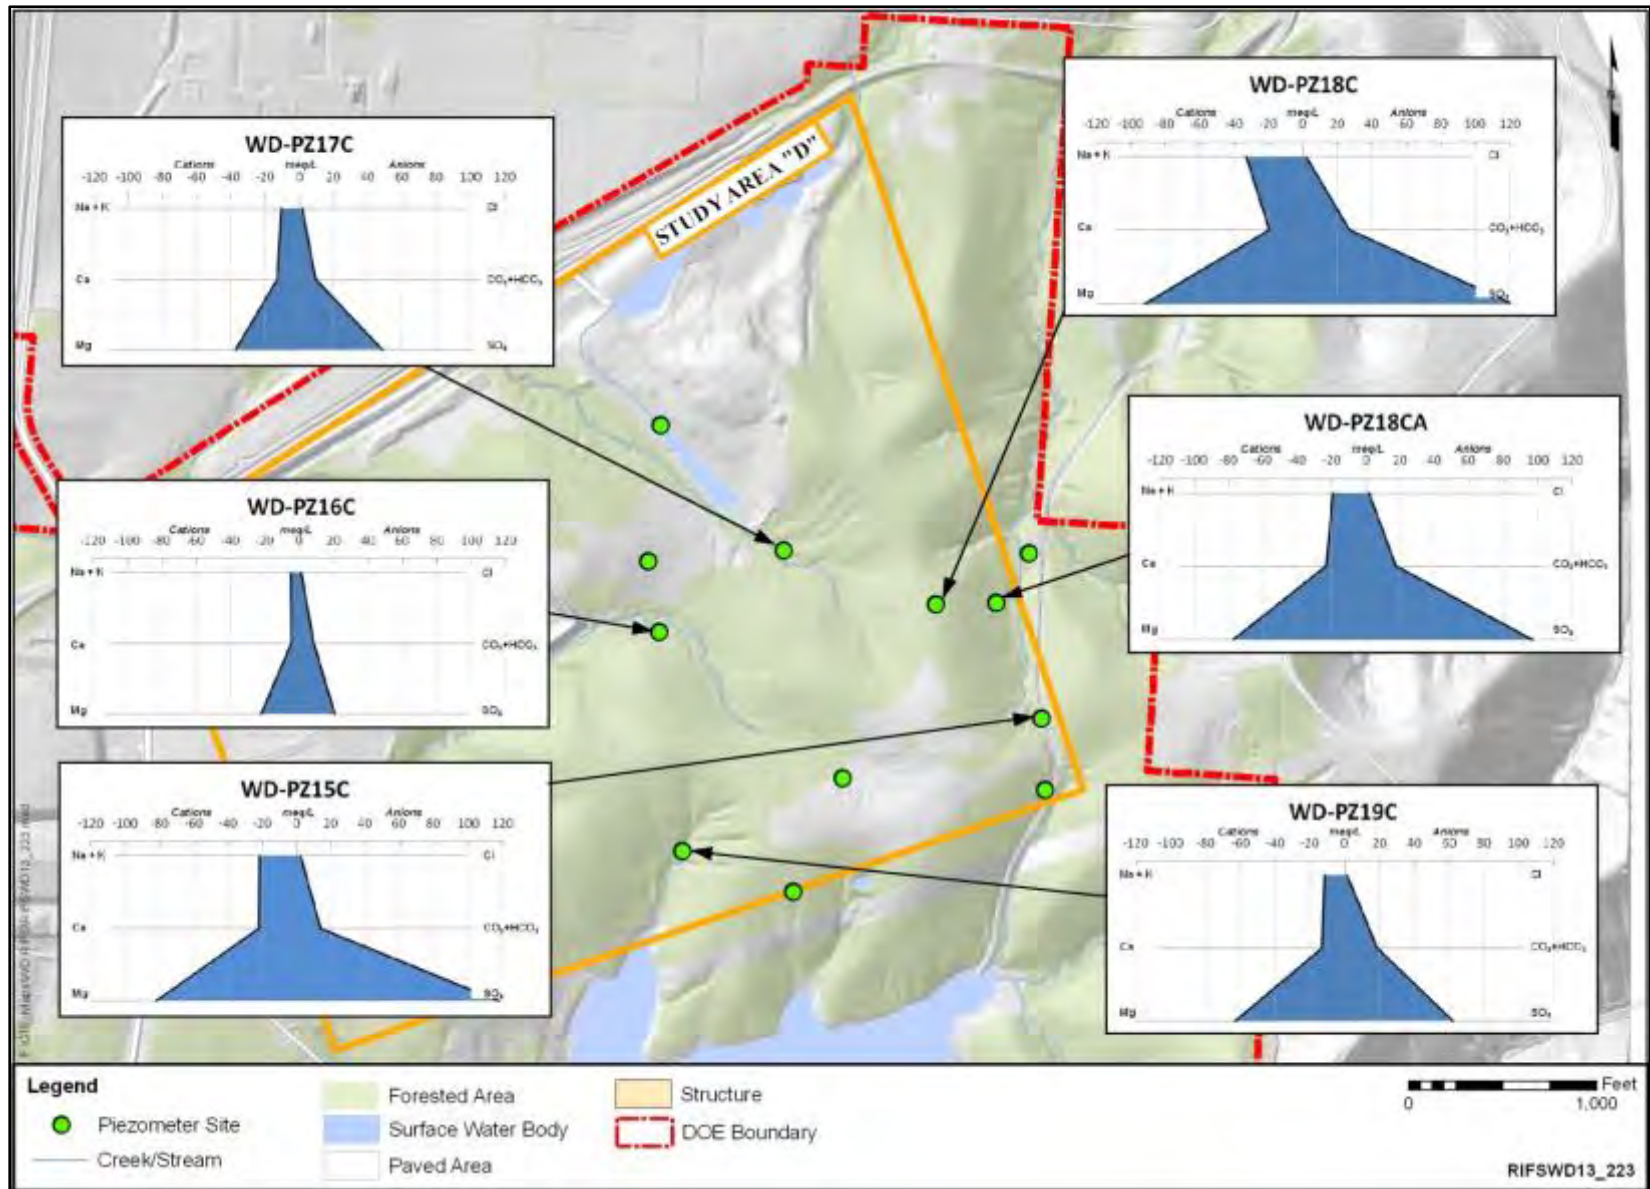 WD-PZ17C
Cations meq/L Anions
-120 -100 -80 -60 -40 -20 0 20 40 60 80 100 120
Na + K Cl
Ca CO3+HCO3
Mg SO4
WD-PZ18C
Cations meq/L Anions
-120 -100 -80 -60 -40 -20 0 20 40 60 80 100 120
Na + K Cl
Ca CO3+HCO3
Mg SO4
STUDY AREA "D"
WD-PZ16C
Cations meq/L Anions
-120 -100 -80 -60 -40 -20 0 20 40 60 80 100 120
Na + K Cl
Ca CO3+HCO3
Mg SO4
WD-PZ18CA
Cations meq/L Anions
-120 -100 -80 -60 -40 -20 0 20 40 60 80 100 120
Na + K Cl
Ca CO3+HCO3
Mg SO4
WD-PZ15C
Cations meq/L Anions
-120 -100 -80 -60 -40 -20 0 20 40 60 80 100 120
Na + K Cl
Ca CO3+HCO3
Mg SO4
WD-PZ19C
Cations meq/L Anions
-120 -100 -80 -60 -40 -20 0 20 40 60 80 100 120
Na + K Cl
Ca CO3+HCO3
Mg SO4
Legend
Piezometer Site
Creek/Stream
Forested Area
Surface Water Body
Paved Area
Structure
DOE Boundary
Feet
0 1,000
RIFSWD13_223